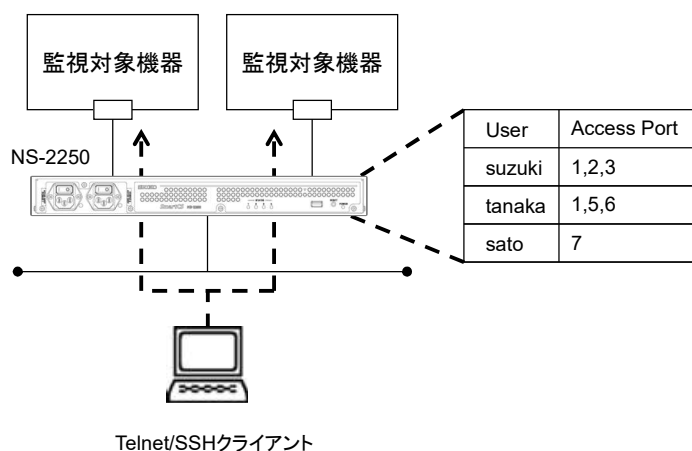 監視対象機器
監視対象機器
NS-2250
User Access Port
suzuki 1,2,3
tanaka 1,5,6
sato 7
Telnet/SSHクライアント